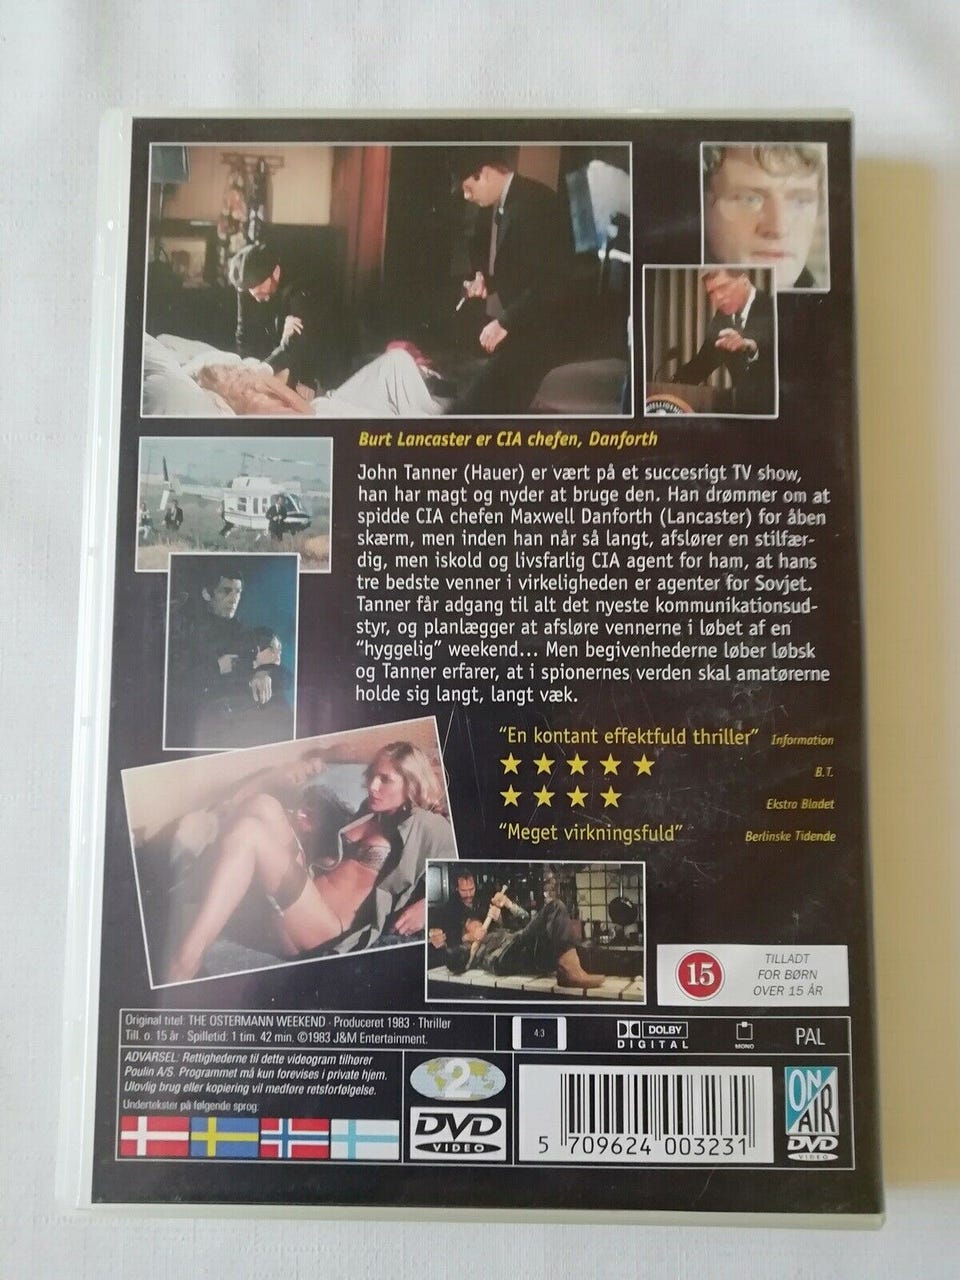 INTELLIGENCE
Burt Lancaster er CIA chefen, Danforth
John Tanner (Hauer) er vært på et succesrigt TV show,
han har magt og nyder at bruge den. Han drømmer om at
spidde CIA chefen Maxwell Danforth (Lancaster) for åben
skærm, men inden han når så langt, afslører en stilfær-
dig, men iskold og livsfarlig CIA agent for ham, at hans
tre bedste venner i virkeligheden er agenter for Sovjet.
Tanner får adgang til alt det nyeste kommunikationsud-
styr, og planlægger at afsløre vennerne i løbet af en
“hyggelig” weekend... Men begivenhederne løber løbsk
og Tanner erfarer, at i spionernes verden skal amatørerne
holde sig langt, langt væk.
“En kontant effektfuld thriller” Information
B.T.
Ekstra Bladet
“Meget virkningsfuld” Berlinske Tidende
15
TILLADT
FOR BØRN
OVER 15 ÅR
Original titel: THE OSTERMANN WEEKEND · Produceret 1983 · Thriller
Till. o. 15 år · Spilletid: 1 tim. 42 min. ©1983 J&M Entertainment.
4:3
DOLBY
DIGITAL
MONO
PAL
ADVARSEL: Rettighederne til dette videogram tilhører
Poulin A/S. Programmet må kun forevises i private hjem.
Ulovlig brug eller kopiering vil medføre retsforfølgelse.
Undertekster på følgende sprog:
2
DVD
VIDEO
5 709624 003231
ON
AIR
DVD
VIDEO